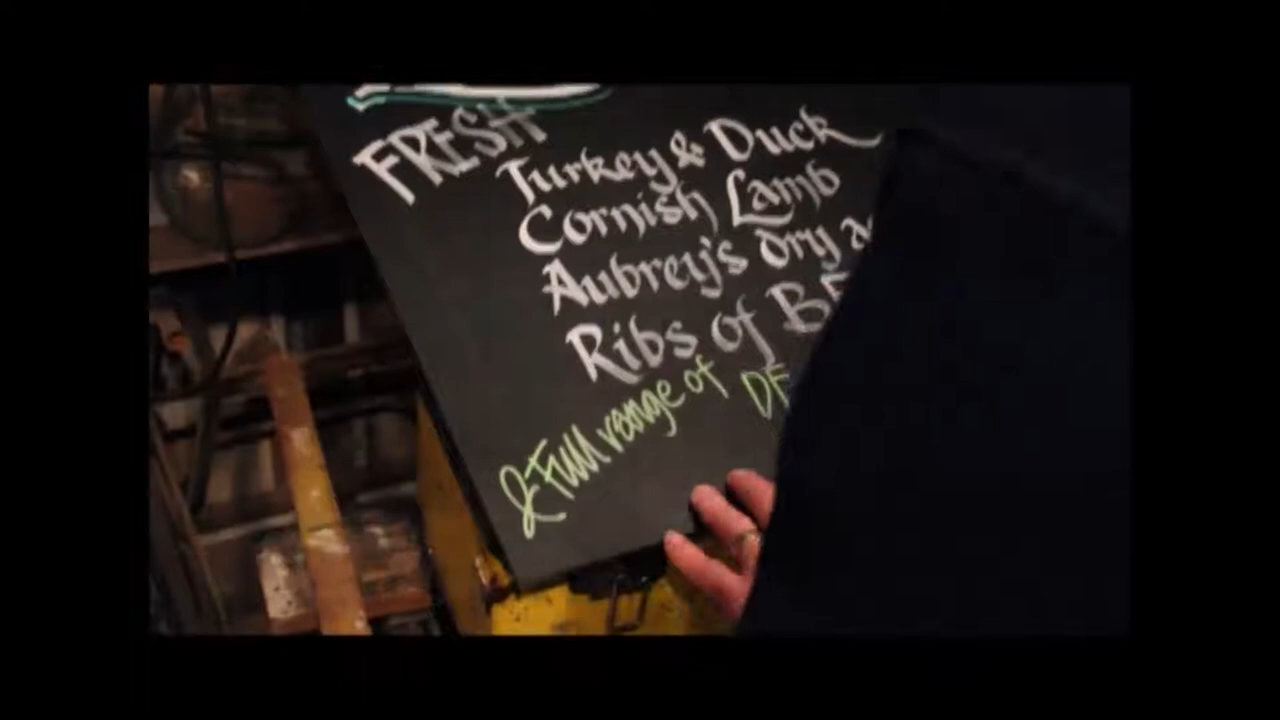 FRESH
Turkey & Duck
Cornish Lamb
Aubrey's dry
Ribs of
& Full range of